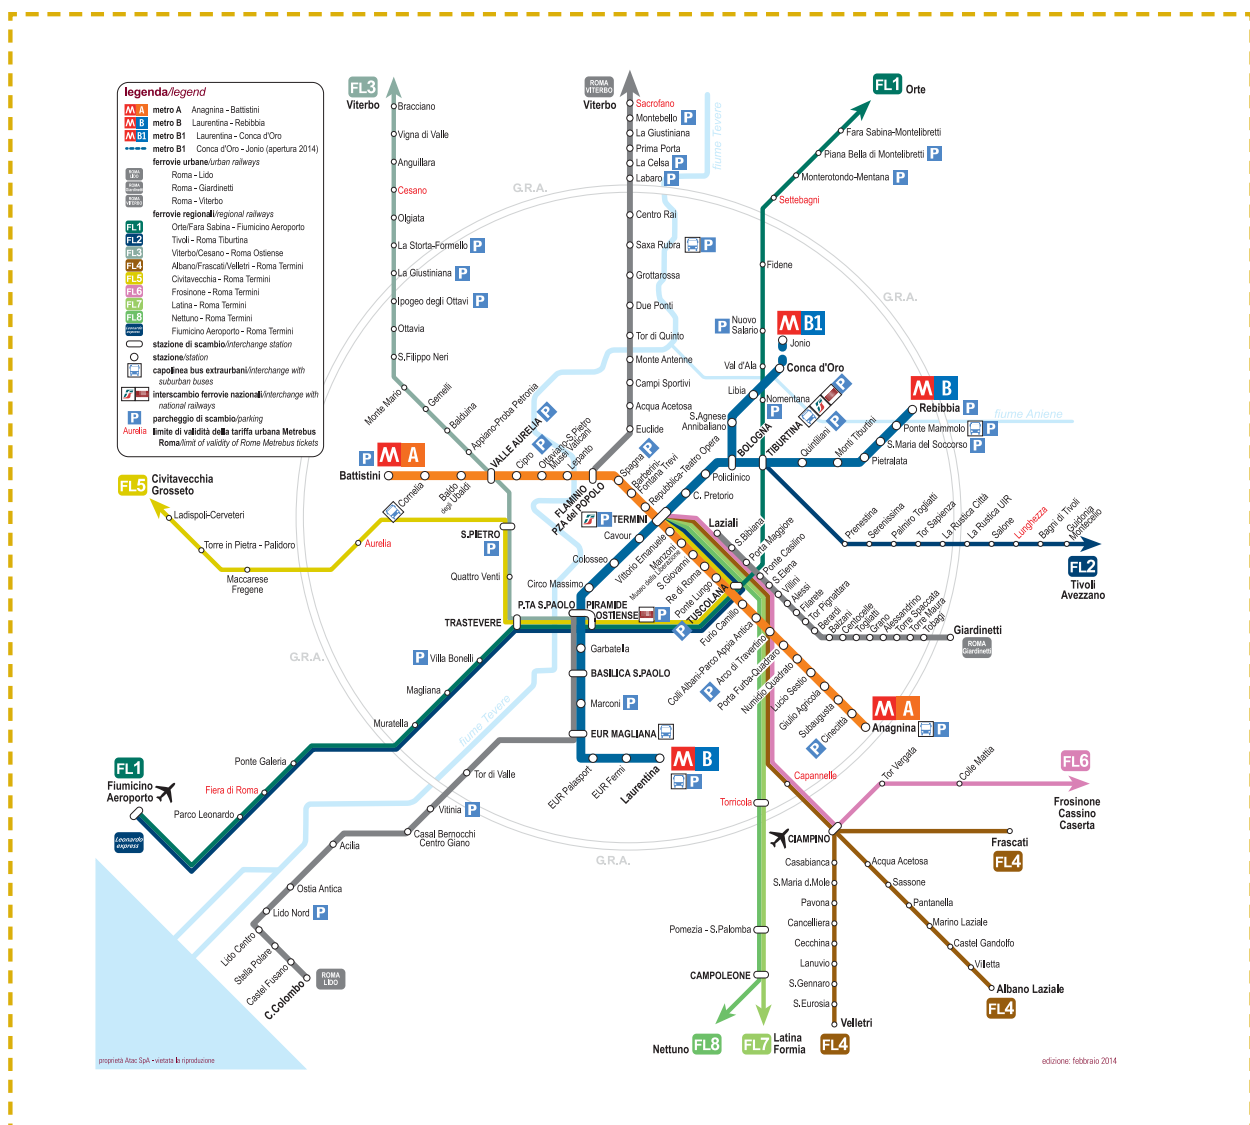 legenda/legend
M A metro A Anagnina - Battistini
M B metro B Laurentina - Rebibbia
M B1 metro B1 Laurentina - Conca d'Oro
metro B1 Conca d'Oro - Jonio (apertura 2014)
ferrovie urbane/urban railways
ROMA LIDO Roma - Lido
ROMA Giardinetti Roma - Giardinetti
ROMA VITERBO Roma - Viterbo
ferrovie regionali/regional railways
FL1 Orte/Fara Sabina - Fiumicino Aeroporto
FL2 Tivoli - Roma Tiburtina
FL3 Viterbo/Cesano - Roma Ostiense
FL4 Albano/Frascati/Velletri - Roma Termini
FL5 Civitavecchia - Roma Termini
FL6 Frosinone - Roma Termini
FL7 Latina - Roma Termini
FL8 Nettuno - Roma Termini
Leonardo express Fiumicino Aeroporto - Roma Termini
stazione di scambio/interchange station
stazione/station
capolinea bus extraurbani/interchange with
suburban buses
interscambio ferrovie nazionali/interchange with
national railways
P parcheggio di scambio/parking
Aurelia limite di validità della tariffa urbana Metrebus
Roma/limit of validity of Rome Metrebus tickets
FL3
Viterbo
Bracciano
Vigna di Valle
Anguillara
Cesano
Olgiata
La Storta-Formello P
La Giustiniana P
Ipogeo degli Ottavi P
Ottavia
S.Filippo Neri
Monte Mario
Gemelli
Balduina
Appiano-Proba Petronia
ROMA
VITERBO
Viterbo
Sacrofano
Montebello P
La Giustiniana
Prima Porta
La Celsa P
Labaro P
Centro Rai
Saxa Rubra P
Grottarossa
Due Ponti
Tor di Quinto
Monte Antenne
Campi Sportivi
Acqua Acetosa
Euclide
fiume Tevere
G.R.A.
FL1 Orte
Fara Sabina-Montelibretti
Piana Bella di Montelibretti P
Monterotondo-Mentana P
Settebagni
Fidene
P Nuovo
Salario
Val d'Ala
Nomentana
P
G.R.A.
M B1
Jonio
Conca d'Oro
Libia
S.Agnese
Annibaliano
BOLOGNA
TIBURTINA
P
Quintiliani
P
Monti Tiburtini
Pietralata
S.Maria del Soccorso P
Ponte Mammolo P
M B
Rebibbia P
fiume Aniene
Policlinico
C. Pretorio
P M A
Battistini
Cornelia
Baldo
degli Ubaldi
VALLE AURELIA P
Cipro P
Ottaviano-S.Pietro
Musei Vaticani
Lepanto
FLAMINIO
PZA del POPOLO
Spagna P
Barberini
Fontana Trevi
Repubblica-Teatro Opera
P
TERMINI
Cavour
Colosseo
Circo Massimo
P.TA S.PAOLO PIRAMIDE
OSTIENSE P
Laziali
S.Bibiana
Porta Maggiore
Ponte Casilino
S.Elena
Villini
Alessi
Filarete
Tor Pignattara
Berardi
Balzani
Centocelle
Togliatti
Grano
Alessandrino
Torre Spaccata
Torre Maura
Tobagi
Giardinetti
ROMA
Giardinetti
Prenestina
Serenissima
Palmiro Togliatti
Tor Sapienza
La Rustica Città
La Rustica UIR
Salone
Lunghezza
Bagni di Tivoli
Guidonia
Montecelio
FL2
Tivoli
Avezzano
Vittorio Emanuele
Manzoni
Museo della Liberazione
S.Giovanni
Re di Roma
Ponte Lungo
P TUSCOLANA
Furio Camillo
Colli Albani-Parco Appia Antica
P Arco di Travertino
Porta Furba-Quadraro
Numidio Quadrato
Lucio Sestio
Giulio Agricola
Subaugusta
P Cinecittà
M A
Anagnina P
FL5
Civitavecchia
Grosseto
Ladispoli-Cerveteri
Torre in Pietra - Palidoro
Maccarese
Fregene
Aurelia
S.PIETRO
P
Quattro Venti
TRASTEVERE
G.R.A.
P Villa Bonelli
Magliana
Muratella
Ponte Galeria
Fiera di Roma
Parco Leonardo
FL1
Fiumicino
Aeroporto
Leonardo
express
fiume Tevere
Garbatella
BASILICA S.PAOLO
Marconi P
EUR MAGLIANA
EUR Palasport
EUR Fermi
Laurentina
M B
P
Tor di Valle
Vitinia P
Casal Bernocchi
Centro Giano
Acilia
Ostia Antica
Lido Nord P
Lido Centro
Stella Polare
Castel Fusano
C.Colombo
ROMA
LIDO
G.R.A.
Torricola
Capannelle
CIAMPINO
Tor Vergata
Colle Mattia
FL6
Frosinone
Cassino
Caserta
Frascati
FL4
Acqua Acetosa
Sassone
Pantanella
Marino Laziale
Castel Gandolfo
Villetta
Albano Laziale
FL4
Casabianca
S.Maria d.Mole
Pavona
Cancelliera
Cecchina
Lanuvio
S.Gennaro
S.Eurosia
Velletri
FL4
Pomezia - S.Palomba
CAMPOLEONE
Nettuno FL8
FL7 Latina
Formia
proprietà Atac SpA - vietata la riproduzione
edizione: febbraio 2014